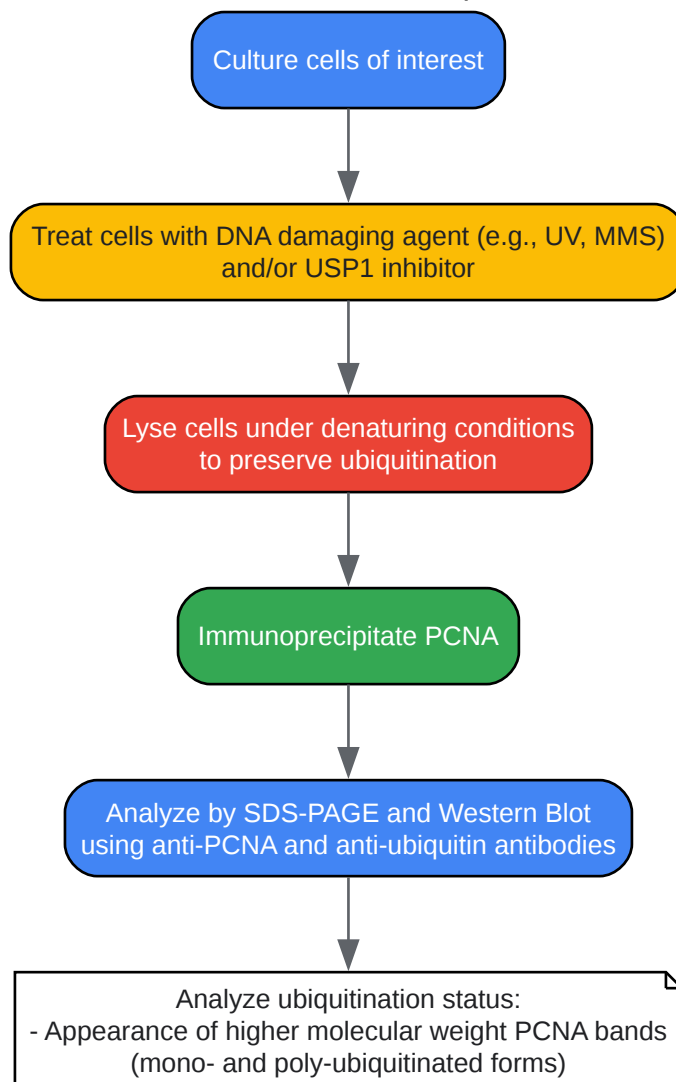 Culture cells of interest
Treat cells with DNA damaging agent (e.g., UV, MMS)
and/or USP1 inhibitor
Lyse cells under denaturing conditions
to preserve ubiquitination
Immunoprecipitate PCNA
Analyze by SDS-PAGE and Western Blot
using anti-PCNA and anti-ubiquitin antibodies
Analyze ubiquitination status:
- Appearance of higher molecular weight PCNA bands
(mono- and poly-ubiquitinated forms)